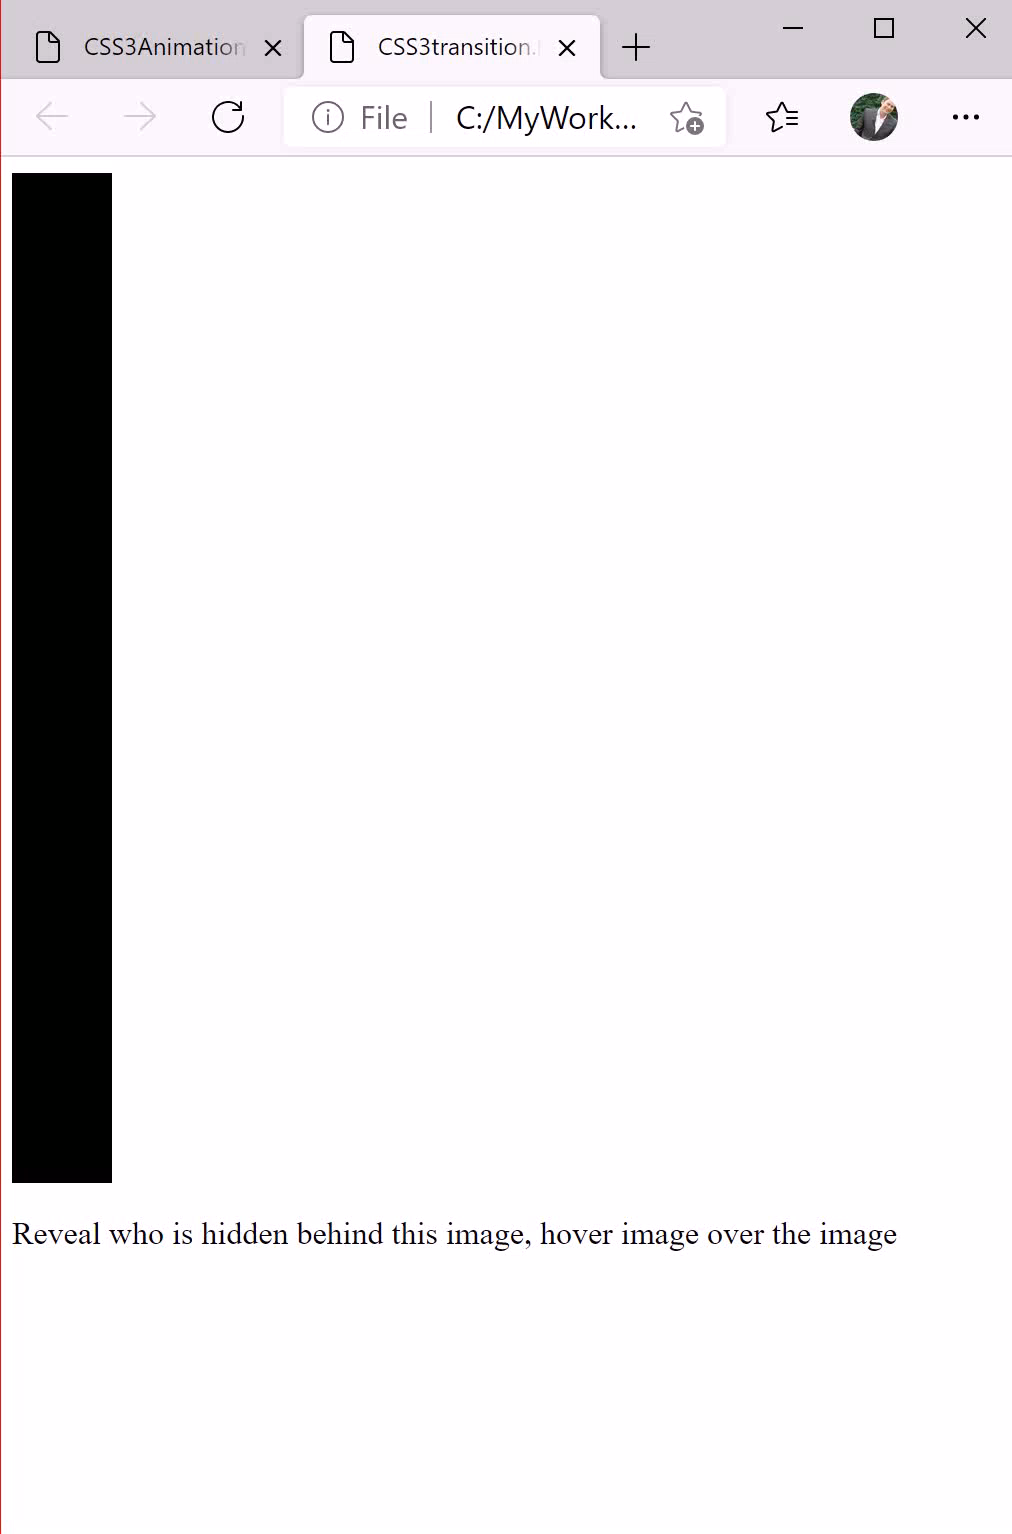 CSS3Animation
CSS3transition.
File
C:/MyWork...
Reveal who is hidden behind this image, hover image over the image